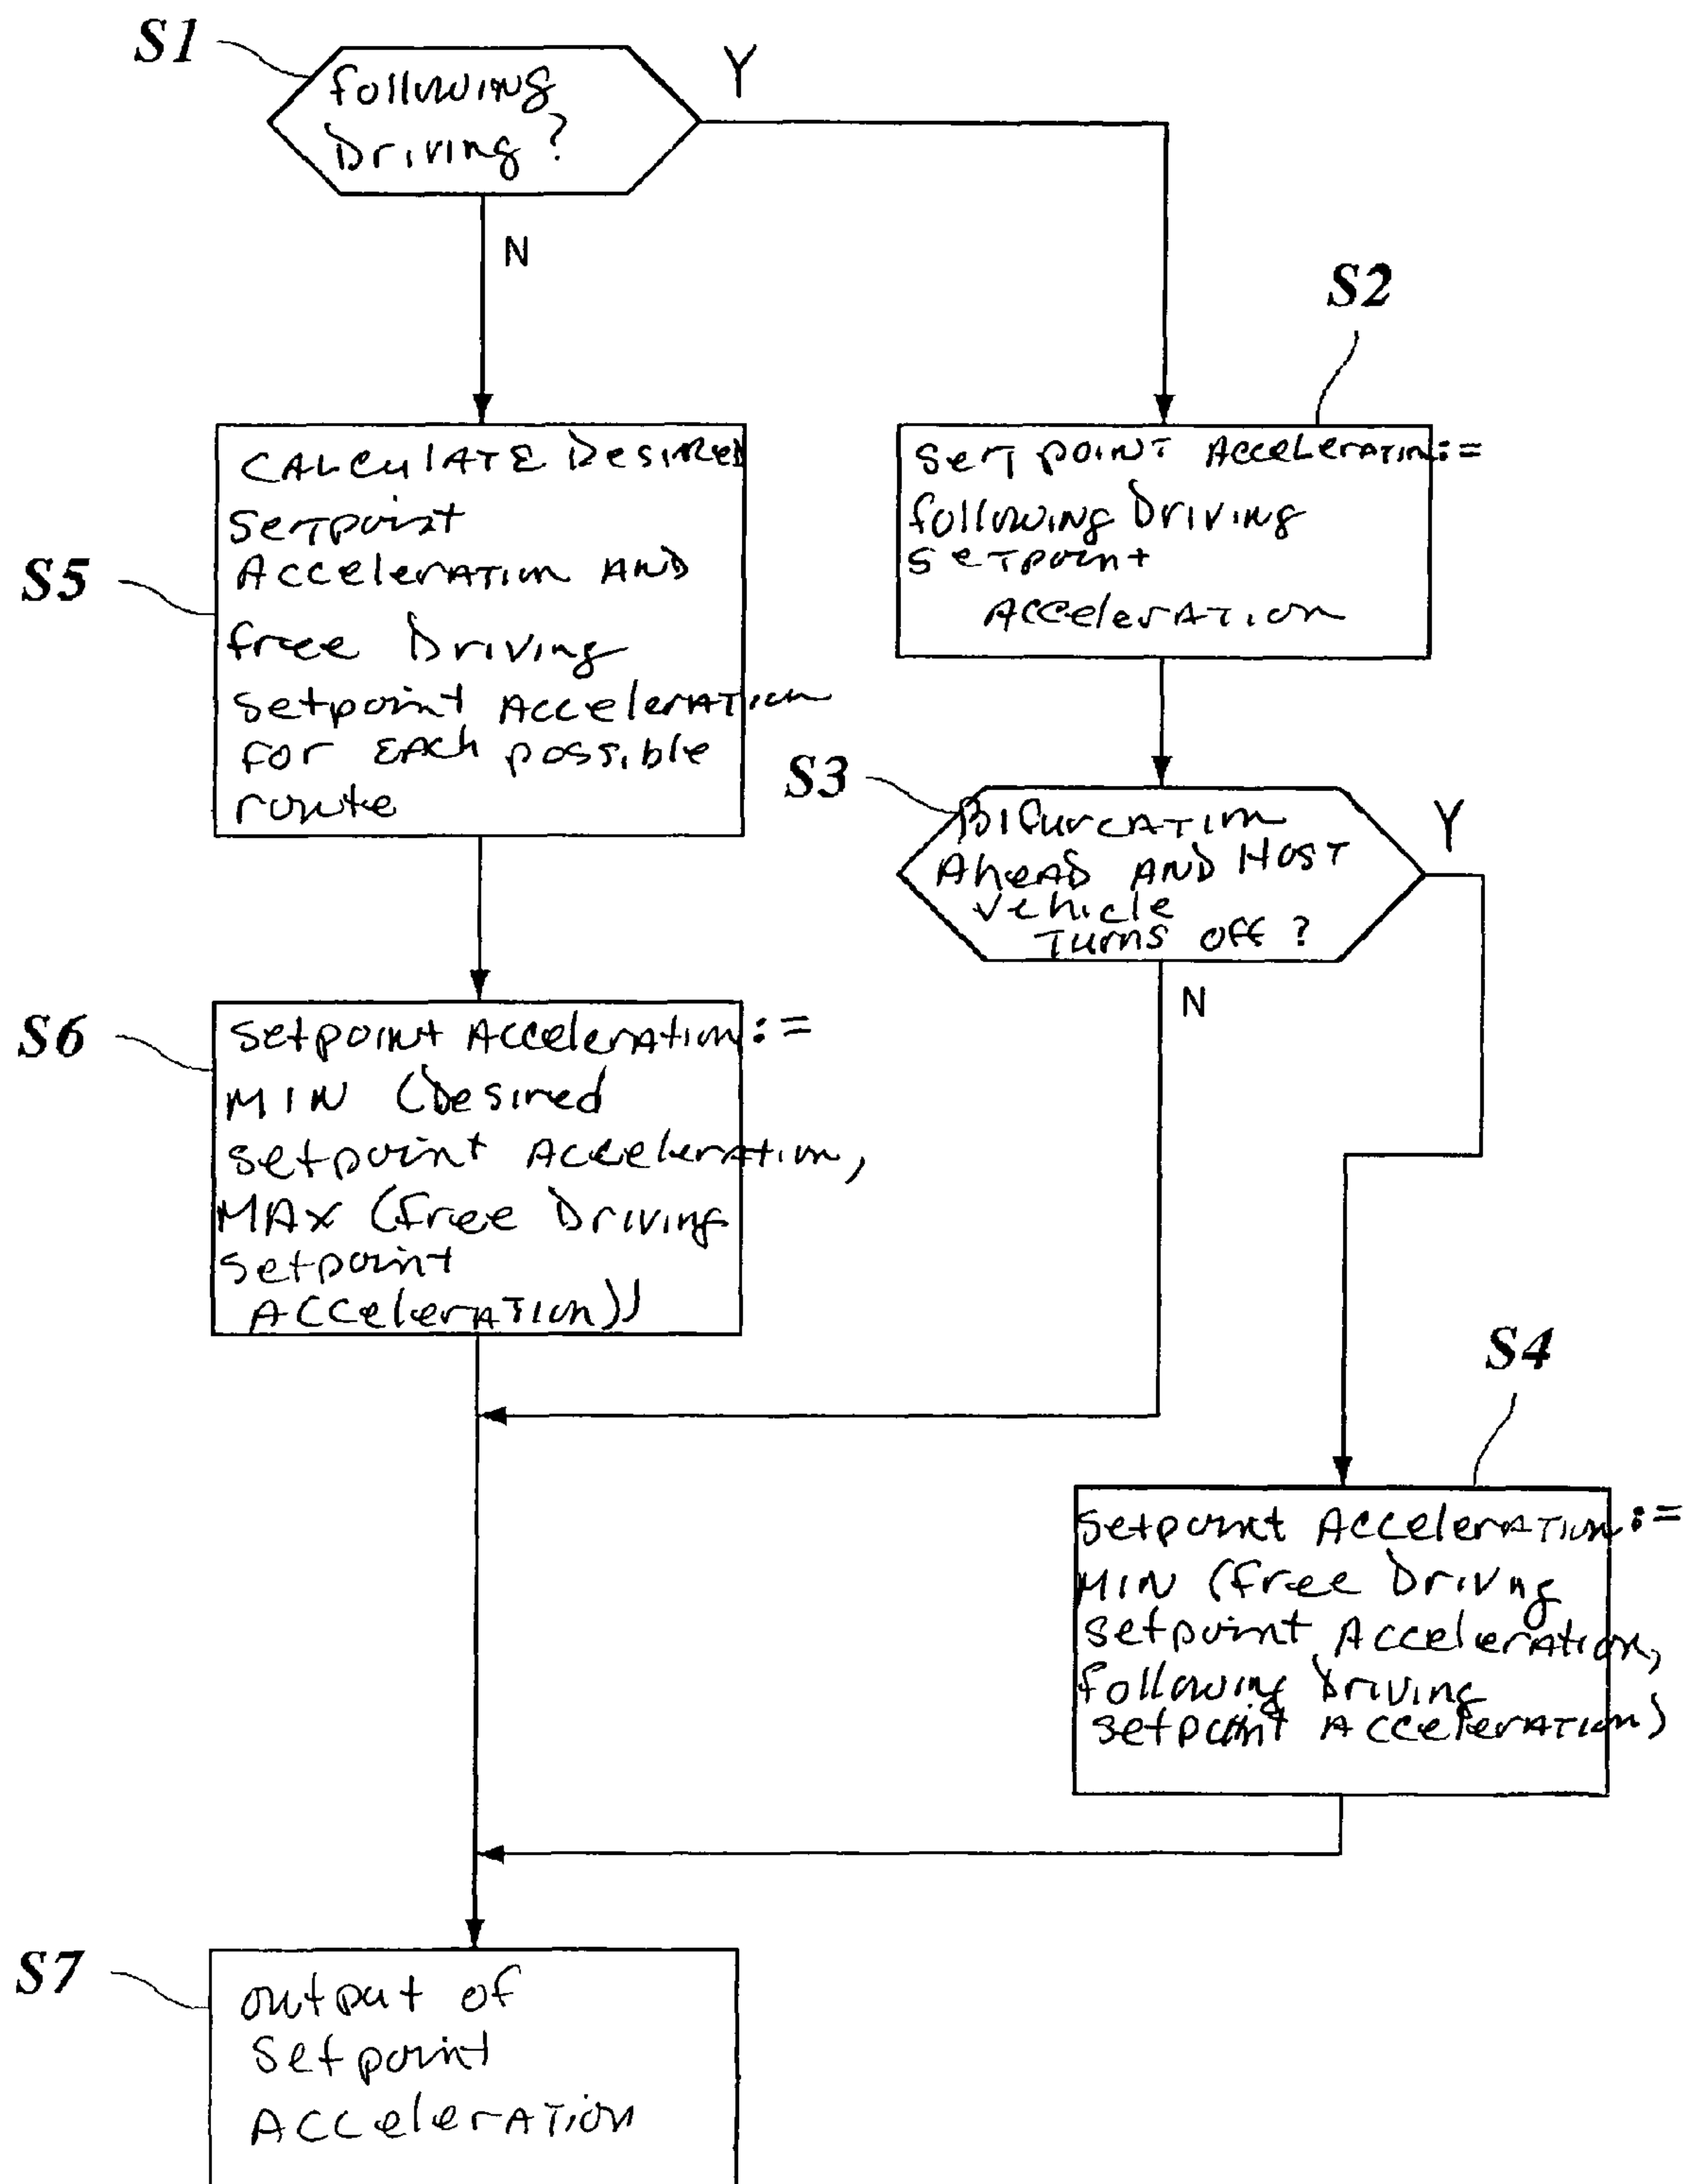 S1
following
Driving?
Y
N
S2
SeTpoinT Acceleration:=
following Driving
seTpoint
Acceleration
CALculATE Desired
Setpoint
Acceleration AND
free Driving
setpoint Acceleration
for EAch possible
route
S5
S3
Bifurcation
AheAD AND HOST
vehicle
Turns off?
Y
N
S6
Setpoint Acceleration:=
MIN (Desired
setpoint Acceleration,
MAX (free Driving
setpoint
Acceleration))
S4
Setpoint Acceleration:=
MIN (free Drivng
setpoint Acceleration,
following Driving
setpoint Acceleration)
S7
output of
Setpoint
Acceleration